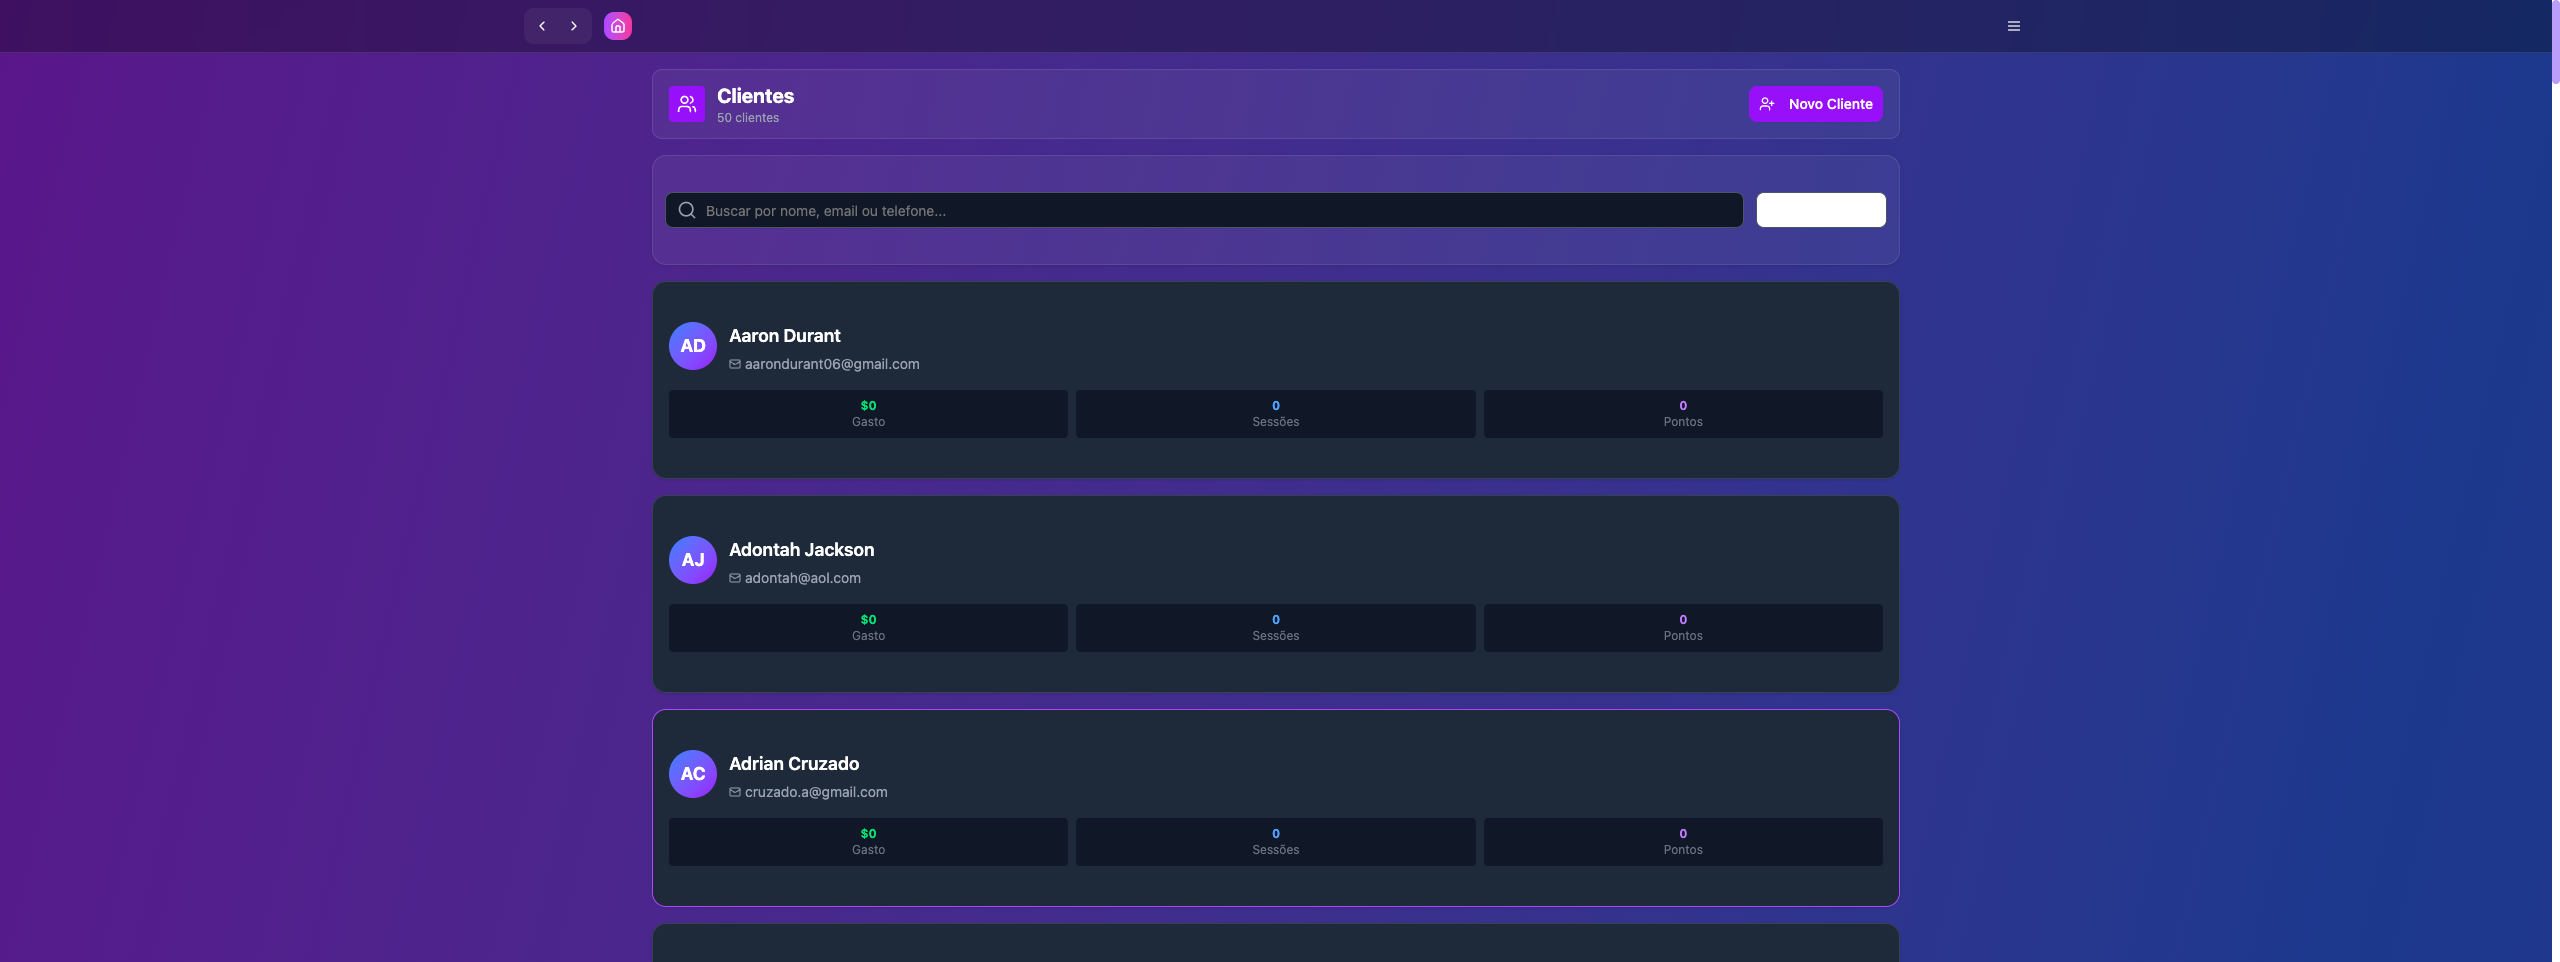 Clientes
50 clientes
Novo Cliente
Buscar por nome, email ou telefone...
AD
Aaron Durant
aarondurant06@gmail.com
$0
Gasto
0
Sessões
0
Pontos
AJ
Adontah Jackson
adontah@aol.com
$0
Gasto
0
Sessões
0
Pontos
AC
Adrian Cruzado
cruzado.a@gmail.com
$0
Gasto
0
Sessões
0
Pontos